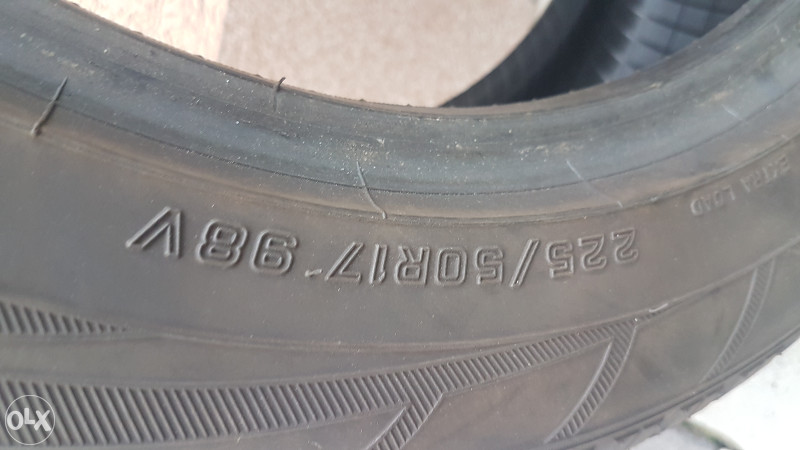 225/50R17 98V
EXTRA LOAD
OLX